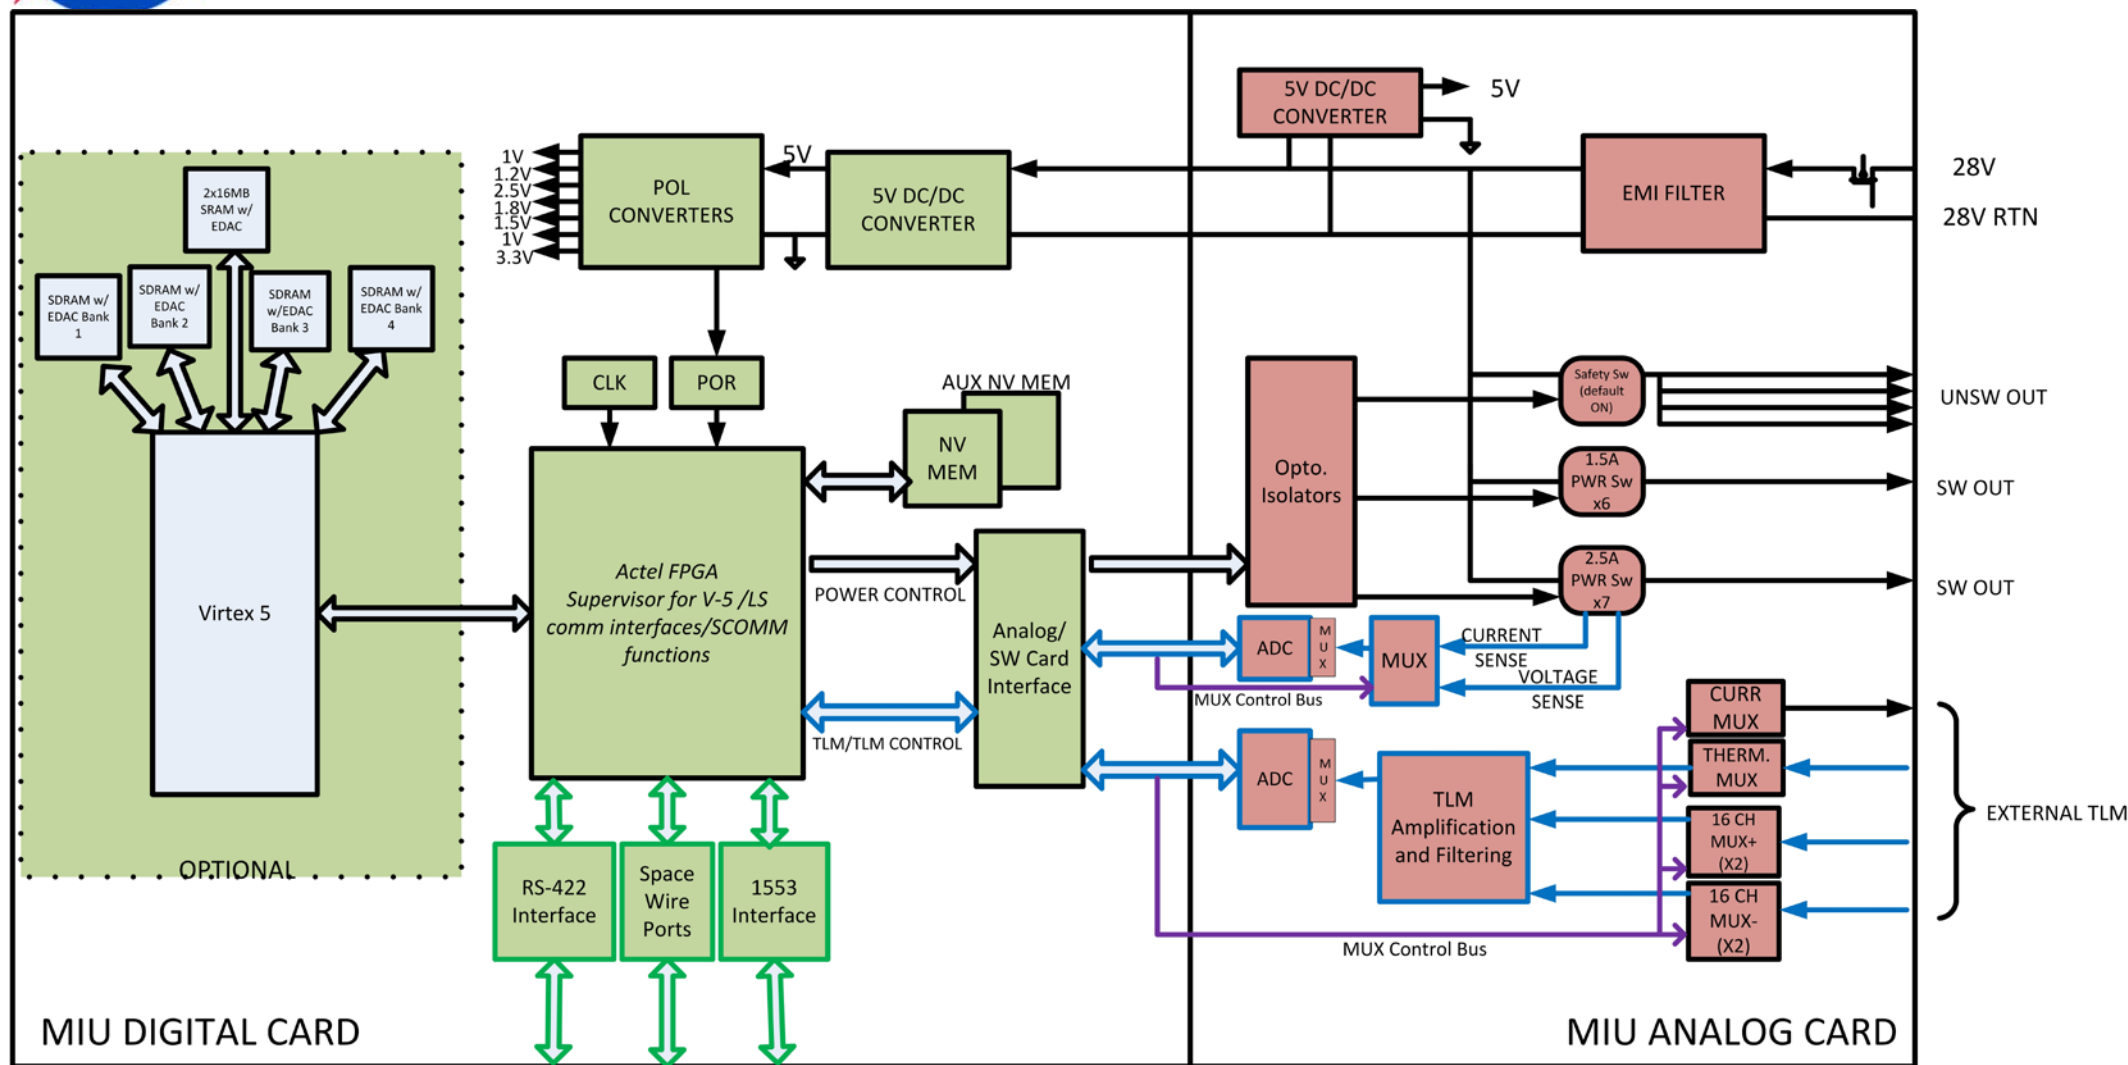 5V DC/DC
CONVERTER
5V
1V
1.2V
2.5V
1.8V
1.5V
1V
3.3V
POL
CONVERTERS
5V
5V DC/DC
CONVERTER
EMI FILTER
28V
28V RTN
2x16MB
SRAM w/
EDAC
SDRAM w/
EDAC Bank
1
SDRAM w/
EDAC
Bank 2
SDRAM
w/EDAC
Bank 3
SDRAM w/
EDAC Bank
4
CLK
POR
AUX NV MEM
NV
MEM
Opto.
Isolators
Safety Sw
(default
ON)
UNSW OUT
1.5A
PWR Sw
x6
SW OUT
2.5A
PWR Sw
x7
SW OUT
Virtex 5
Actel FPGA
Supervisor for V-5 /LS
comm interfaces/SCOMM
functions
POWER CONTROL
TLM/TLM CONTROL
Analog/
SW Card
Interface
ADC
M
U
X
MUX
CURRENT
SENSE
VOLTAGE
SENSE
MUX Control Bus
ADC
M
U
X
TLM
Amplification
and Filtering
CURR
MUX
THERM.
MUX
16 CH
MUX+
(X2)
16 CH
MUX-
(X2)
EXTERNAL TLM
MUX Control Bus
OPTIONAL
RS-422
Interface
Space
Wire
Ports
1553
Interface
MIU DIGITAL CARD
MIU ANALOG CARD